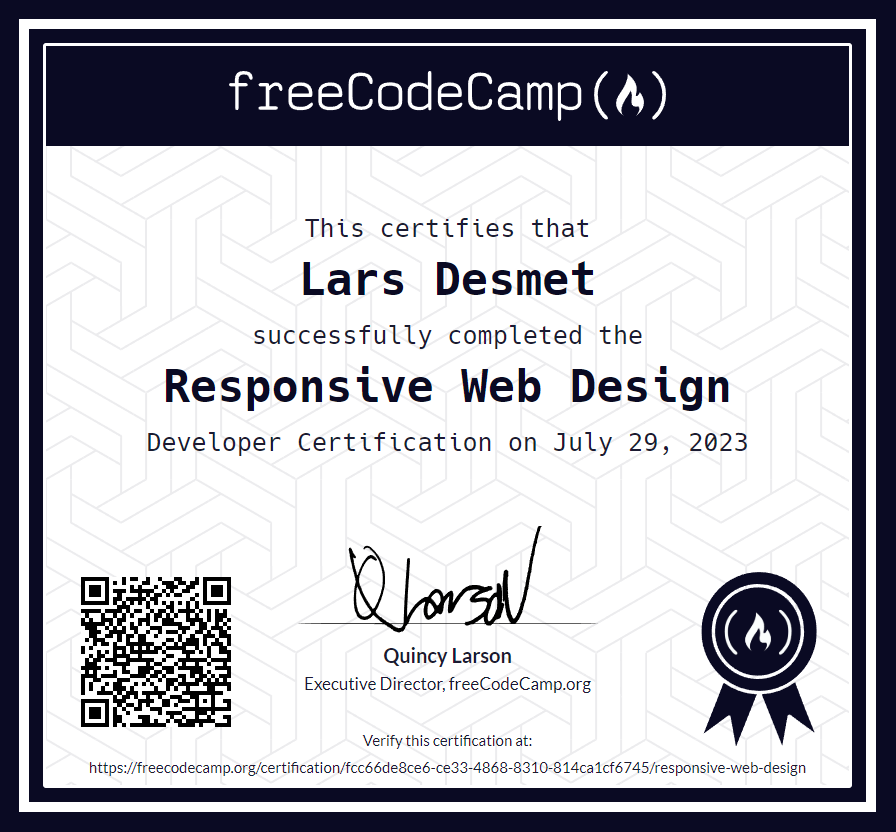 freeCodeCamp(🔥)
This certifies that
Lars Desmet
successfully completed the
Responsive Web Design
Developer Certification on July 29, 2023
QLarson
Quincy Larson
Executive Director, freeCodeCamp.org
Verify this certification at:
https://freecodecamp.org/certification/fcc66de8ce6-ce33-4868-8310-814ca1cf6745/responsive-web-design